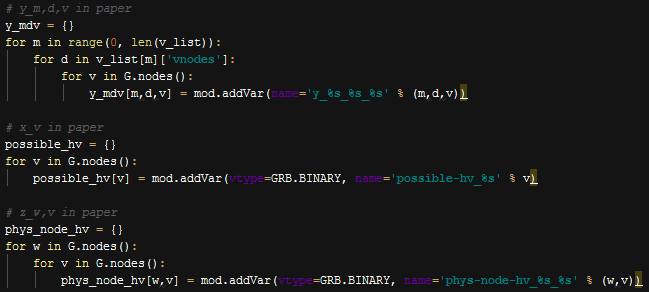 # y_m,d,v in paper
y_mdv = {}
for m in range(0, len(v_list)):
    for d in v_list[m]['vnodes']:
        for v in G.nodes():
            y_mdv[m,d,v] = mod.addVar(name='y_%s_%s_%s' % (m,d,v))
# x_v in paper
possible_hv = {}
for v in G.nodes():
    possible_hv[v] = mod.addVar(vtype=GRB.BINARY, name='possible-hv_%s' % v)
# z_w,v in paper
phys_node_hv = {}
for w in G.nodes():
    for v in G.nodes():
        phys_node_hv[w,v] = mod.addVar(vtype=GRB.BINARY, name='phys-node-hv_%s_%s' % (w,v))